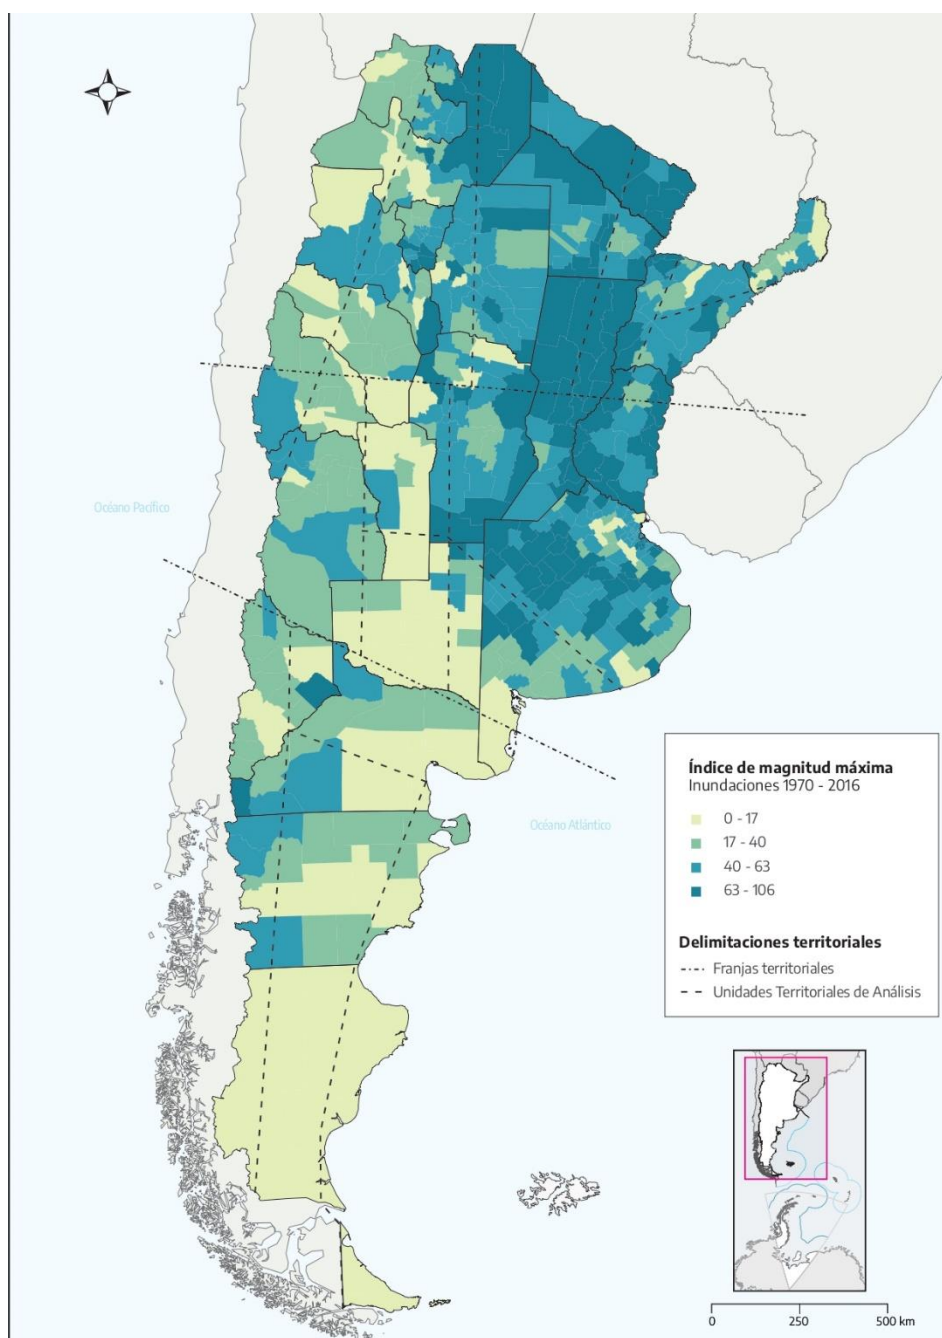 Océano Pacífico
Océano Atlántico
Índice de magnitud máxima
Inundaciones 1970 - 2016
0 - 17
17 - 40
40 - 63
63 - 106
Delimitaciones territoriales
Franjas territoriales
Unidades Territoriales de Análisis
0 250 500 km